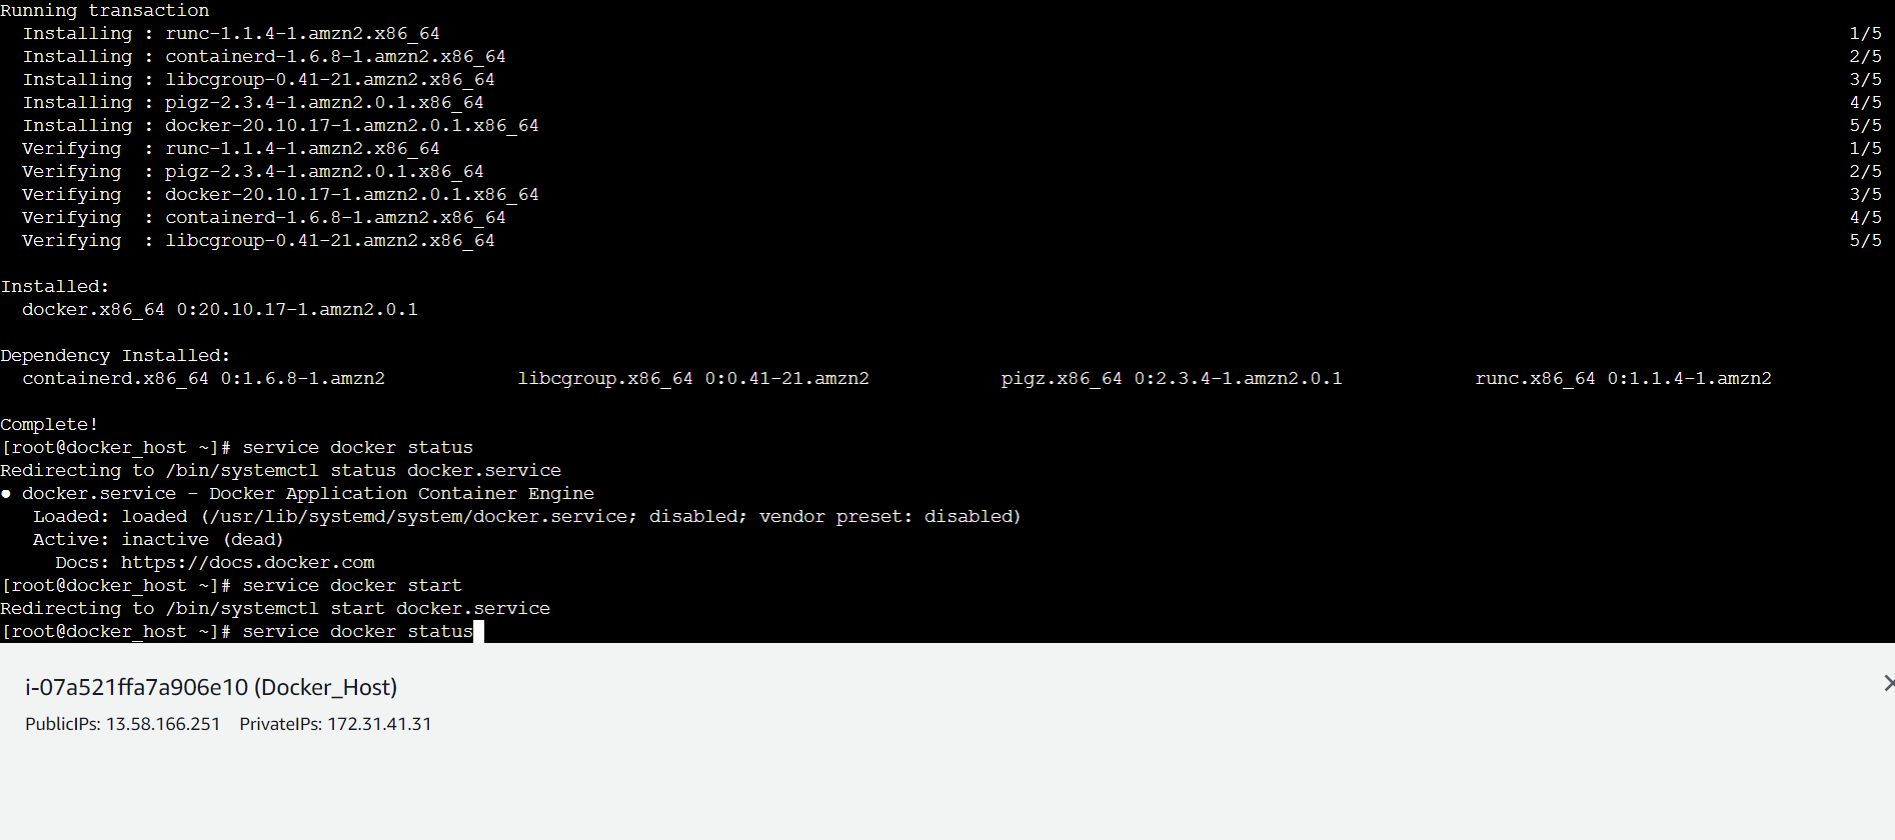 Running transaction
  Installing : runc-1.1.4-1.amzn2.x86_64 1/5
  Installing : containerd-1.6.8-1.amzn2.x86_64 2/5
  Installing : libcgroup-0.41-21.amzn2.x86_64 3/5
  Installing : pigz-2.3.4-1.amzn2.0.1.x86_64 4/5
  Installing : docker-20.10.17-1.amzn2.0.1.x86_64 5/5
  Verifying  : runc-1.1.4-1.amzn2.x86_64 1/5
  Verifying  : pigz-2.3.4-1.amzn2.0.1.x86_64 2/5
  Verifying  : docker-20.10.17-1.amzn2.0.1.x86_64 3/5
  Verifying  : containerd-1.6.8-1.amzn2.x86_64 4/5
  Verifying  : libcgroup-0.41-21.amzn2.x86_64 5/5
Installed:
  docker.x86_64 0:20.10.17-1.amzn2.0.1
Dependency Installed:
  containerd.x86_64 0:1.6.8-1.amzn2 libcgroup.x86_64 0:0.41-21.amzn2 pigz.x86_64 0:2.3.4-1.amzn2.0.1 runc.x86_64 0:1.1.4-1.amzn2
Complete!
[root@docker_host ~]# service docker status
Redirecting to /bin/systemctl status docker.service
● docker.service - Docker Application Container Engine
   Loaded: loaded (/usr/lib/systemd/system/docker.service; disabled; vendor preset: disabled)
   Active: inactive (dead)
     Docs: https://docs.docker.com
[root@docker_host ~]# service docker start
Redirecting to /bin/systemctl start docker.service
[root@docker_host ~]# service docker status
i-07a521ffa7a906e10 (Docker_Host)
PublicIPs: 13.58.166.251 PrivateIPs: 172.31.41.31